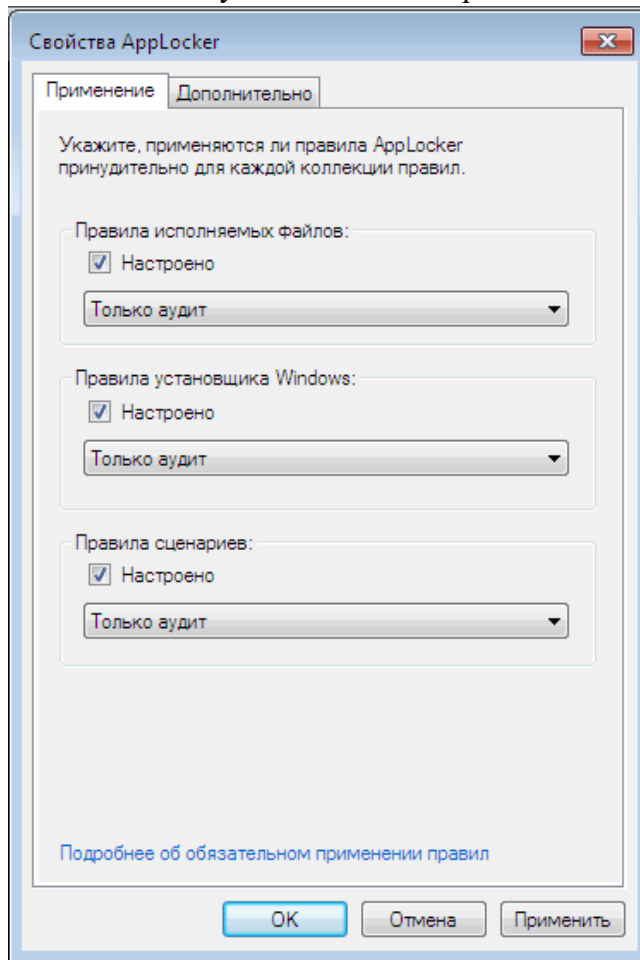 Свойства AppLocker
Применение Дополнительно
Укажите, применяются ли правила AppLocker
принудительно для каждой коллекции правил.
Правила исполняемых файлов:
Настроено
Только аудит
Правила установщика Windows:
Настроено
Только аудит
Правила сценариев:
Настроено
Только аудит
Подробнее об обязательном применении правил
OK Отмена Применить